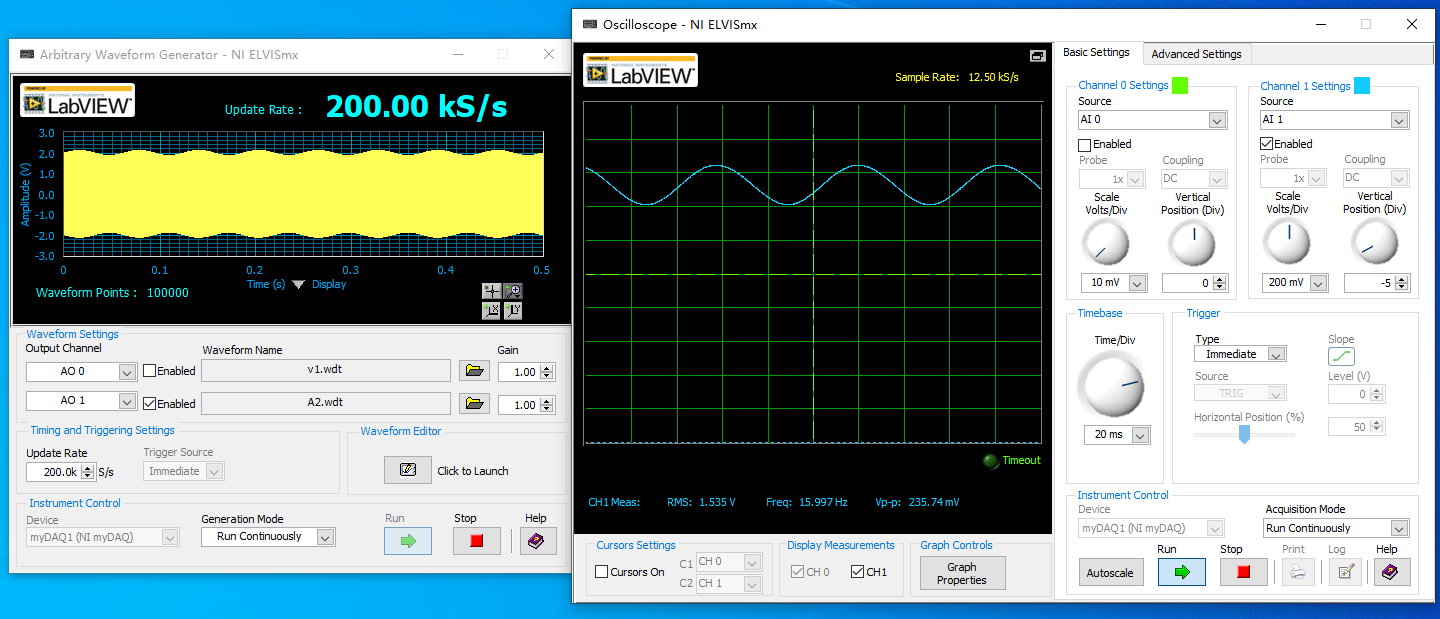 Arbitrary Waveform Generator - NI ELVISmx
POWERED BY
NATIONAL INSTRUMENTS
LabVIEW™
Update Rate : 200.00 kS/s
Amplitude (V)
3.0
2.0
1.0
0.0
-1.0
-2.0
-3.0
0 0.1 0.2 0.3 0.4 0.5
Time (s) Display
Waveform Points : 100000
Waveform Settings
Output Channel Waveform Name Gain
AO 0 Enabled v1.wdt 1.00
AO 1 Enabled A2.wdt 1.00
Timing and Triggering Settings
Update Rate Trigger Source
200.0k S/s Immediate
Waveform Editor
Click to Launch
Instrument Control
Device Generation Mode Run Stop Help
myDAQ1 (NI myDAQ) Run Continuously
Oscilloscope - NI ELVISmx
POWERED BY
NATIONAL INSTRUMENTS
LabVIEW™
Sample Rate: 12.50 kS/s
Timeout
CH1 Meas: RMS: 1.535 V Freq: 15.997 Hz Vp-p: 235.74 mV
Cursors Settings
Cursors On
C1 CH 0
C2 CH 1
Display Measurements
CH 0 CH1
Graph Controls
Graph
Properties
Basic Settings Advanced Settings
Channel 0 Settings
Source
AI 0
Enabled
Probe Coupling
1x DC
Scale Vertical
Volts/Div Position (Div)
10 mV 0
Channel 1 Settings
Source
AI 1
Enabled
Probe Coupling
1x DC
Scale Vertical
Volts/Div Position (Div)
200 mV -5
Timebase
Time/Div
20 ms
Trigger
Type Slope
Immediate
Source Level (V)
TRIG 0
Horizontal Position (%)
50
Instrument Control
Device Acquisition Mode
myDAQ1 (NI myDAQ) Run Continuously
Run Stop Print Log Help
Autoscale